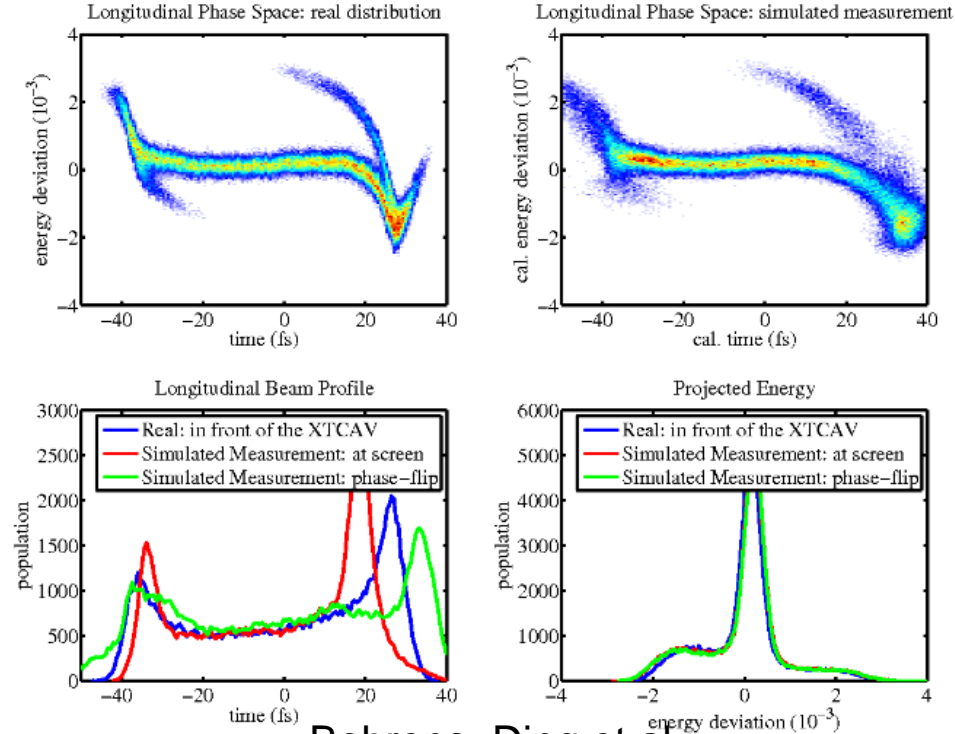 Longitudinal Phase Space: real distribution
4
2
0
−2
−4
energy deviation (10−3)
−40 −20 0 20 40
time (fs)
Longitudinal Phase Space: simulated measurement
4
2
0
−2
−4
cal. energy deviation (10−3)
−40 −20 0 20 40
cal. time (fs)
Longitudinal Beam Profile
3000
2500
2000
1500
1000
500
0
population
Real: in front of the XTCAV
Simulated Measurement: at screen
Simulated Measurement: phase−flip
−40 −20 0 20 40
time (fs)
Projected Energy
6000
5000
4000
3000
2000
1000
0
population
Real: in front of the XTCAV
Simulated Measurement: at screen
Simulated Measurement: phase−flip
−4 −2 0 2 4
energy deviation (10−3)
Behrens, Ding et al